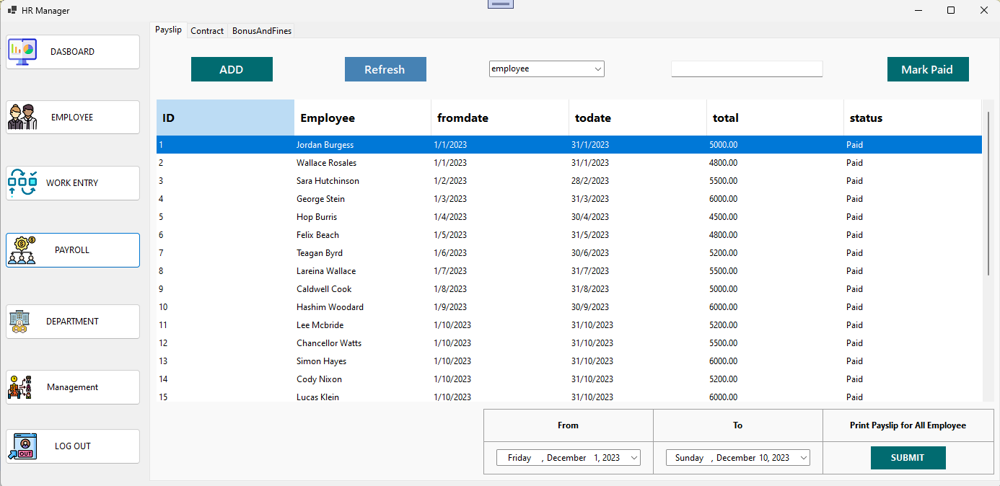 HR Manager
DASBOARD
EMPLOYEE
WORK ENTRY
PAYROLL
DEPARTMENT
Management
OUT
LOG OUT
Payslip Contract BonusAndFines
ADD Refresh employee Mark Paid
ID Employee fromdate todate total status
1 Jordan Burgess 1/1/2023 31/1/2023 5000.00 Paid
2 Wallace Rosales 1/1/2023 31/1/2023 4800.00 Paid
3 Sara Hutchinson 1/2/2023 28/2/2023 5500.00 Paid
4 George Stein 1/3/2023 31/3/2023 6000.00 Paid
5 Hop Burris 1/4/2023 30/4/2023 4500.00 Paid
6 Felix Beach 1/5/2023 31/5/2023 4800.00 Paid
7 Teagan Byrd 1/6/2023 30/6/2023 5200.00 Paid
8 Lareina Wallace 1/7/2023 31/7/2023 5500.00 Paid
9 Caldwell Cook 1/8/2023 31/8/2023 5000.00 Paid
10 Hashim Woodard 1/9/2023 30/9/2023 6000.00 Paid
11 Lee Mcbride 1/10/2023 31/10/2023 5200.00 Paid
12 Chancellor Watts 1/10/2023 31/10/2023 5500.00 Paid
13 Simon Hayes 1/10/2023 31/10/2023 6000.00 Paid
14 Cody Nixon 1/10/2023 31/10/2023 5200.00 Paid
15 Lucas Klein 1/10/2023 31/10/2023 6000.00 Paid
From To Print Payslip for All Employee
Friday , December 1, 2023 Sunday , December 10, 2023 SUBMIT